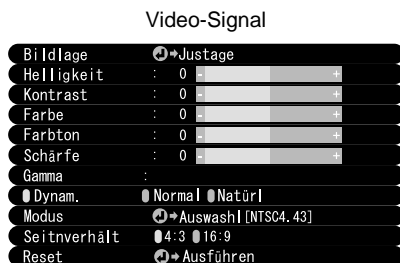 Video-Signal
Bildlage ➔Justage
Helligkeit : 0 - +
Kontrast : 0 - +
Farbe : 0 - +
Farbton : 0 - +
Schärfe : 0 - +
Gamma :
Dynam. Normal Natürl
Modus ➔Auswahl[NTSC4.43]
Seitnverhält 4:3 16:9
Reset ➔Ausführen